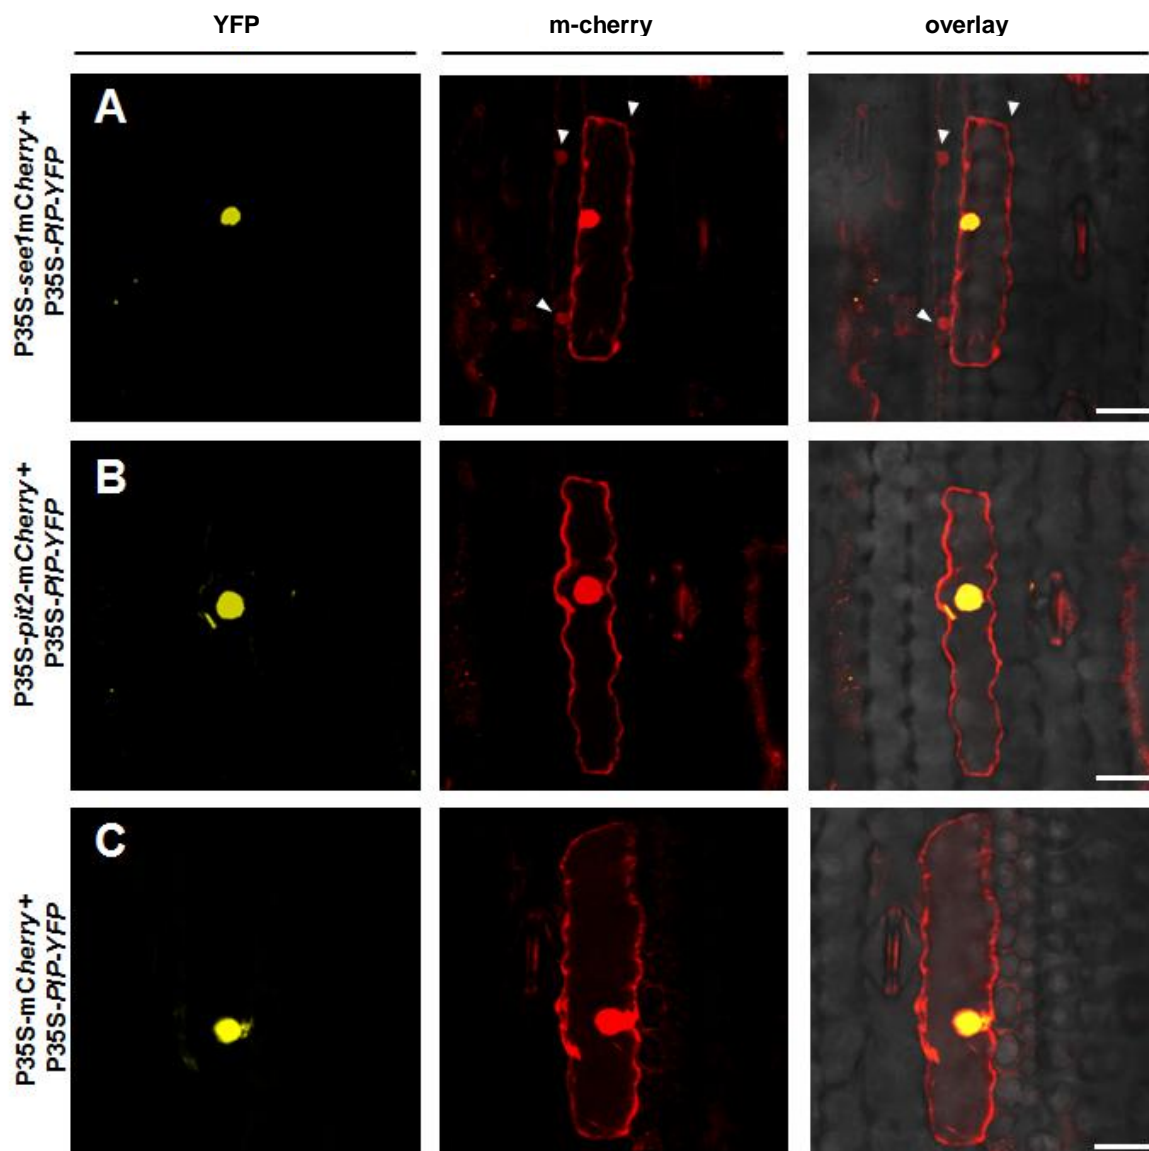 YFP
m-cherry
overlay
A
P35S-see1mCherry +
P35S-PIP-YFP
B
P35S-pit2-mCherry +
P35S-PIP-YFP
C
P35S-mCherry +
P35S-PIP-YFP